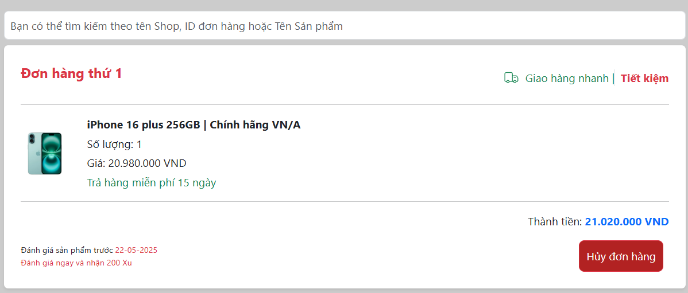 Bạn có thể tìm kiếm theo tên Shop, ID đơn hàng hoặc Tên Sản phẩm
Đơn hàng thứ 1
Giao hàng nhanh | Tiết kiệm
iPhone 16 plus 256GB | Chính hãng VN/A
Số lượng: 1
Giá: 20.980.000 VND
Trả hàng miễn phí 15 ngày
Thành tiền: 21.020.000 VND
Đánh giá sản phẩm trước 22-05-2025
Đánh giá ngay và nhận 200 Xu
Hủy đơn hàng